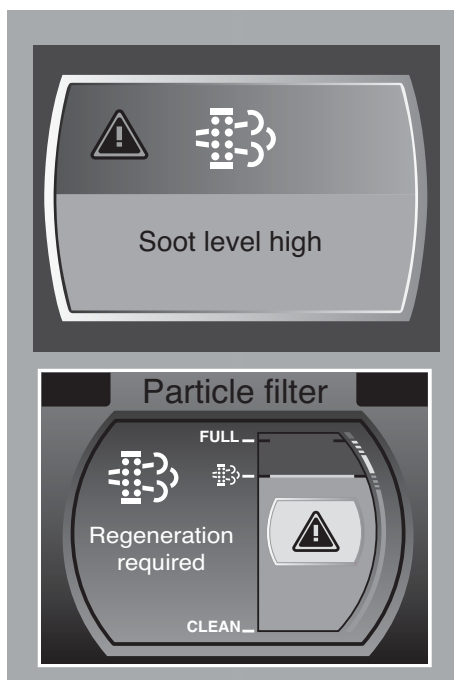 Soot level high
Particle filter
FULL
Regeneration
required
CLEAN